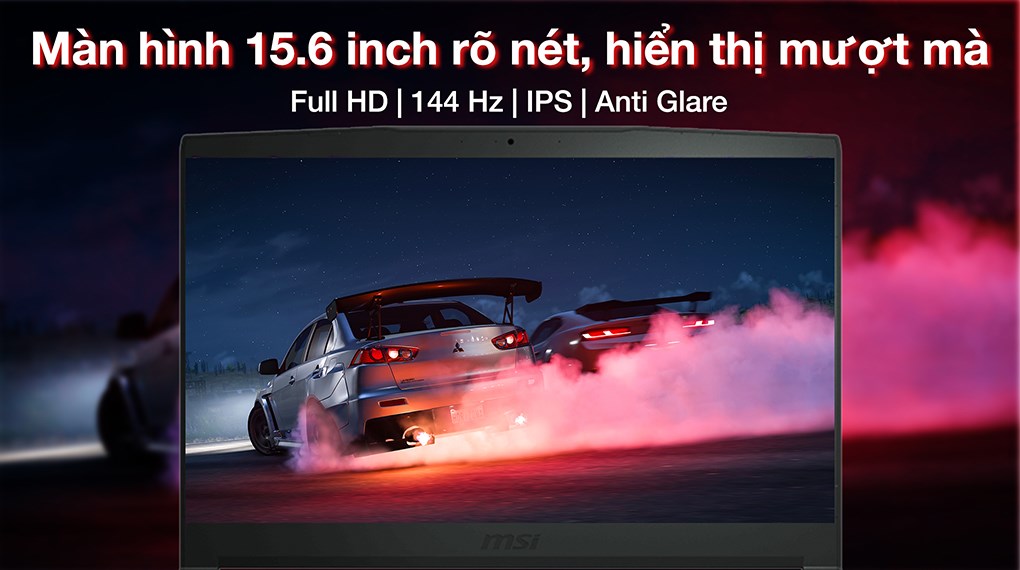 Màn hình 15.6 inch rõ nét, hiển thị mượt mà
Full HD | 144 Hz | IPS | Anti Glare
msi